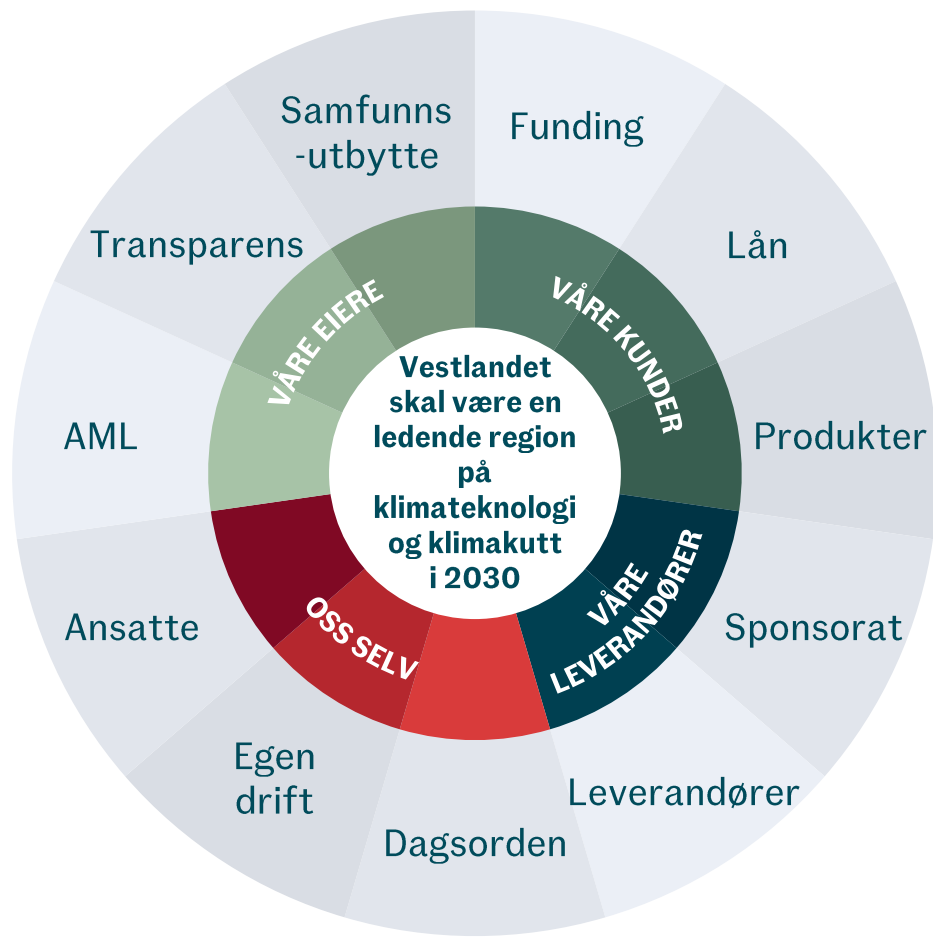 Samfunns
-utbytte
Funding
Lån
Produkter
Sponsorat
Leverandører
Dagsorden
Egen
drift
Ansatte
AML
Transparens
VÅRE EIERE
VÅRE KUNDER
VÅRE
LEVERANDØRER
OSS SELV
Vestlandet
skal være en
ledende region
på
klimateknologi
og klimakutt
i 2030